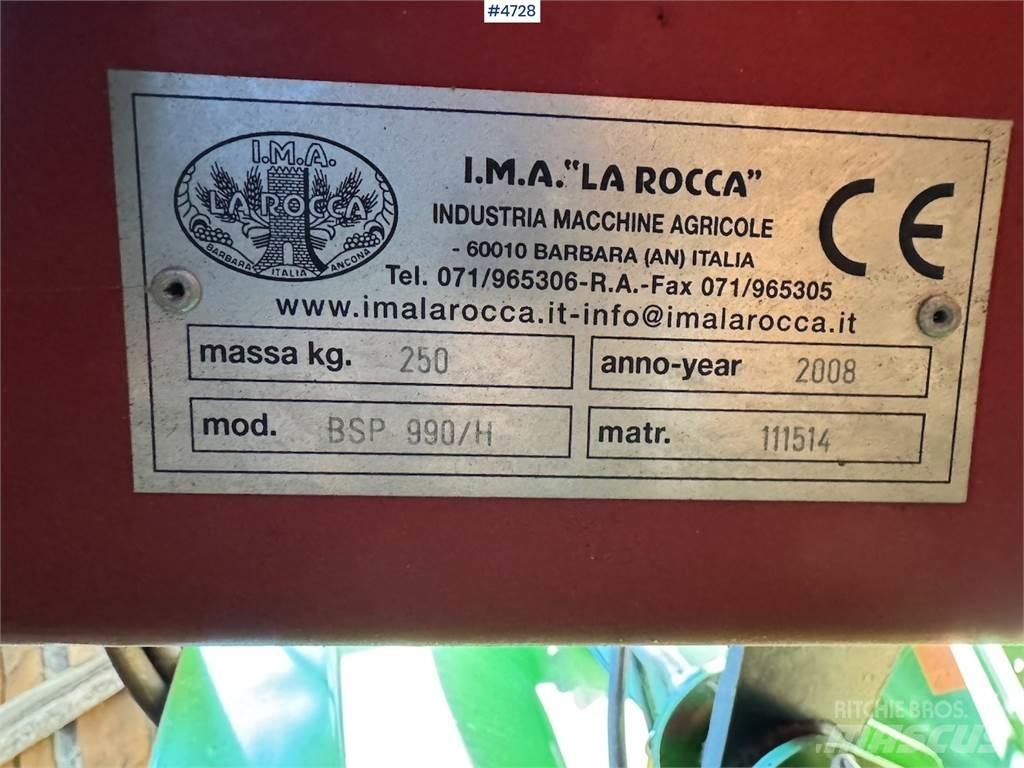 #4728
I.M.A.
LA ROCCA
BARBARA ITALIA ANCONA
I.M.A. "LA ROCCA"
INDUSTRIA MACCHINE AGRICOLE
- 60010 BARBARA (AN) ITALIA
Tel. 071/965306-R.A.-Fax 071/965305
www.imalarocca.it-info@imalarocca.it
CE
massa kg. 250
anno-year 2008
mod. BSP 990/H
matr. 111514
RITCHIE BROS.
MASCUS